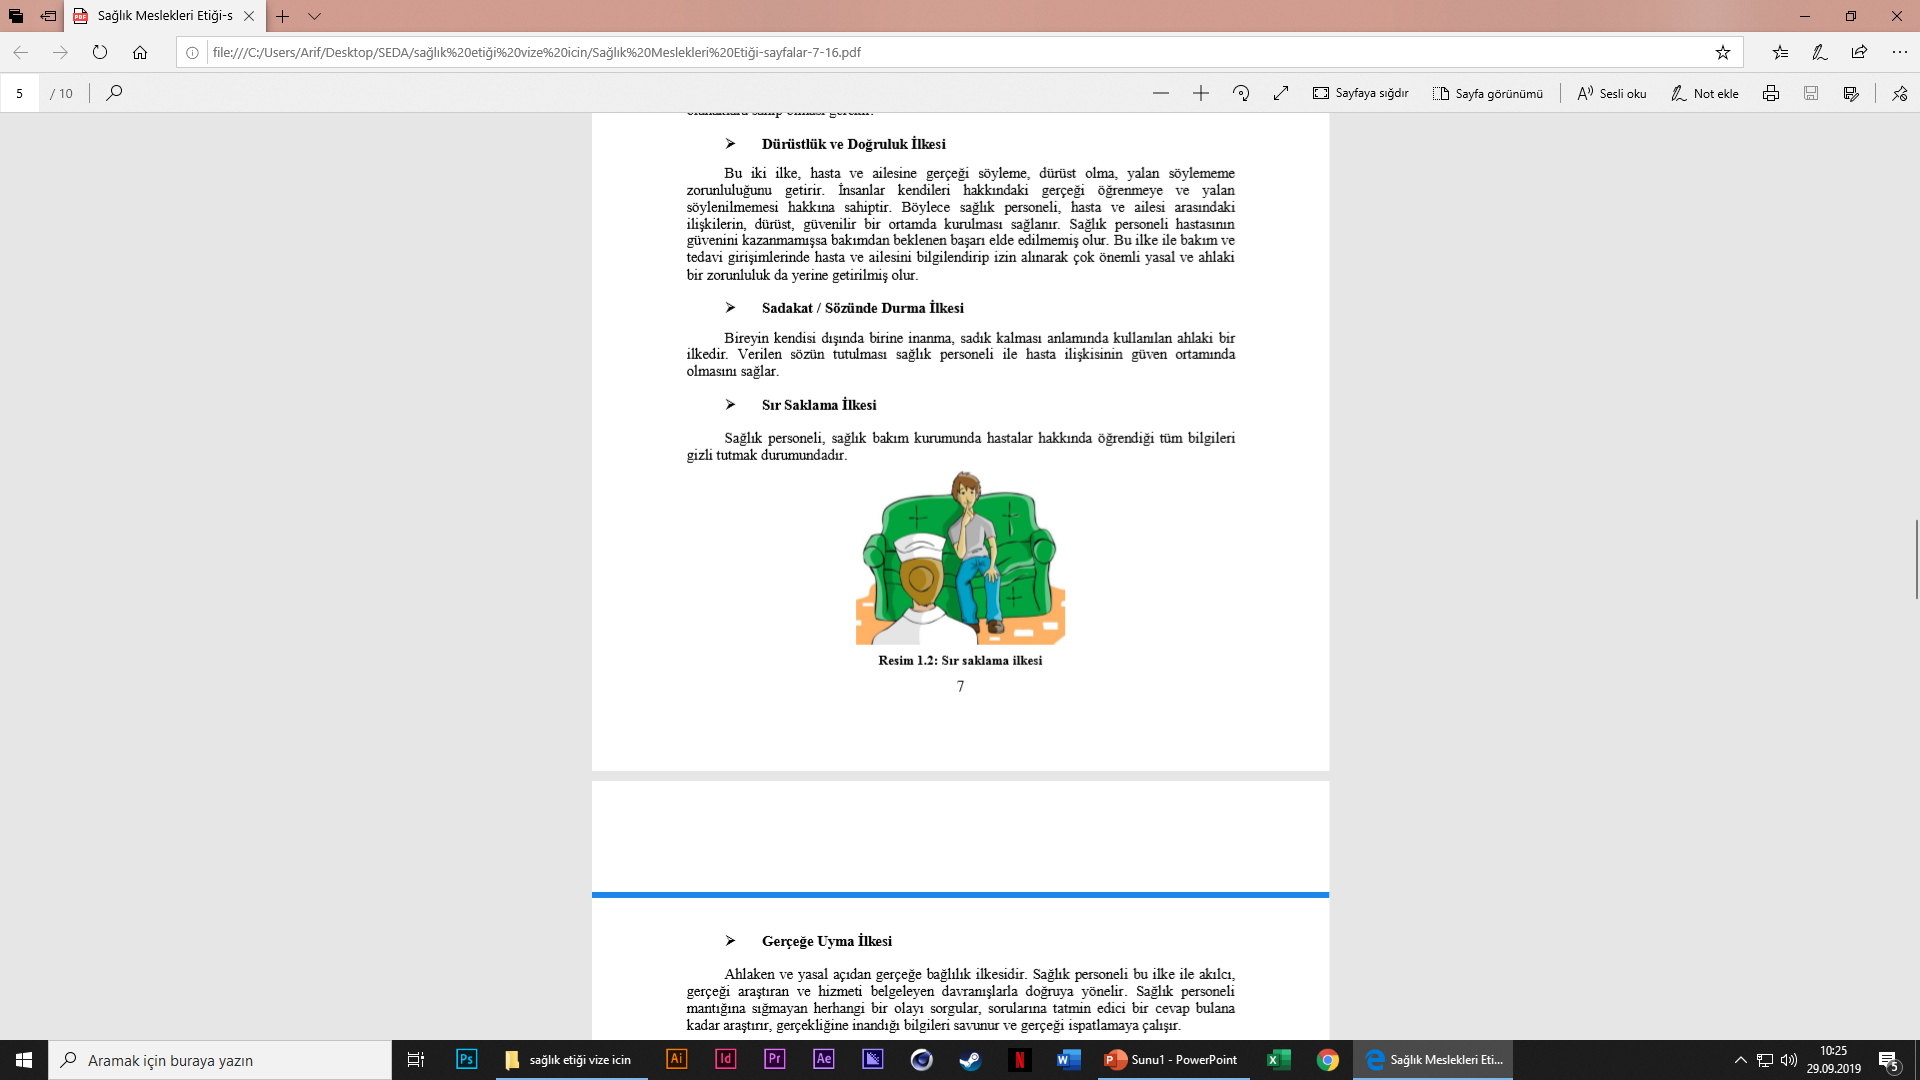 Sağlık Meslekleri Etiği-s
file:///C:/Users/Arif/Desktop/SEDA/sağlık%20etiği%20vize%20icin/Sağlık%20Meslekleri%20Etiği-sayfalar-7-16.pdf
5 / 10 Sayfaya sığdır Sayfa görünümü Sesli oku Not ekle
Dürüstlük ve Doğruluk İlkesi
Bu iki ilke, hasta ve ailesine gerçeği söyleme, dürüst olma, yalan söylememe
zorunluluğunu getirir. İnsanlar kendileri hakkındaki gerçeği öğrenmeye ve yalan
söylenilmemesi hakkına sahiptir. Böylece sağlık personeli, hasta ve ailesi arasındaki
ilişkilerin, dürüst, güvenilir bir ortamda kurulması sağlanır. Sağlık personeli hastasının
güvenini kazanmamışsa bakımdan beklenen başarı elde edilmemiş olur. Bu ilke ile bakım ve
tedavi girişimlerinde hasta ve ailesini bilgilendirip izin alınarak çok önemli yasal ve ahlaki
bir zorunluluk da yerine getirilmiş olur.
Sadakat / Sözünde Durma İlkesi
Bireyin kendisi dışında birine inanma, sadık kalması anlamında kullanılan ahlaki bir
ilkedir. Verilen sözün tutulması sağlık personeli ile hasta ilişkisinin güven ortamında
olmasını sağlar.
Sır Saklama İlkesi
Sağlık personeli, sağlık bakım kurumunda hastalar hakkında öğrendiği tüm bilgileri
gizli tutmak durumundadır.
Resim 1.2: Sır saklama ilkesi
7
Gerçeğe Uyma İlkesi
Ahlaken ve yasal açıdan gerçeğe bağlılık ilkesidir. Sağlık personeli bu ilke ile akılcı,
gerçeği araştıran ve hizmeti belgeleyen davranışlarla doğruya yönelir. Sağlık personeli
mantığına sığmayan herhangi bir olayı sorgular, sorularına tatmin edici bir cevap bulana
kadar araştırır, gerçekliğine inandığı bilgileri savunur ve gerçeği ispatlamaya çalışır.
Aramak için buraya yazın
Ps
sağlık etiği vize icin
Ai
Id
Pr
Ae
Sunu1 - PowerPoint
Sağlık Meslekleri Eti...
10:25
29.09.2019
5